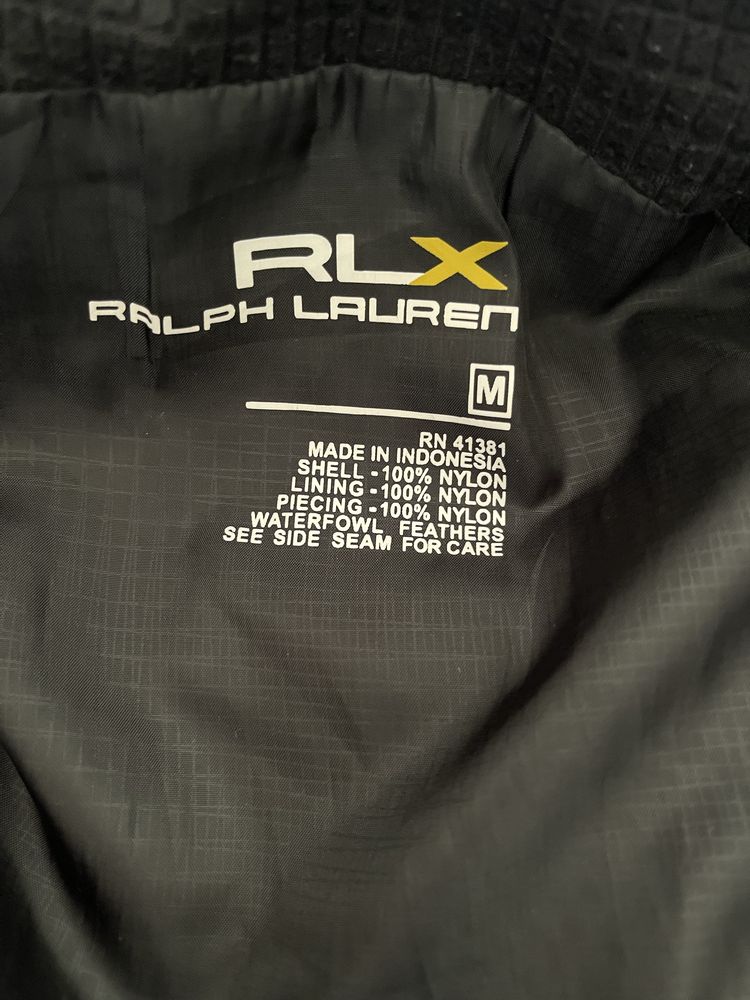 RLX
RALPH LAUREN
M
RN 41381
MADE IN INDONESIA
SHELL - 100% NYLON
LINING - 100% NYLON
PIECING - 100% NYLON
WATERFOWL FEATHERS
SEE SIDE SEAM FOR CARE